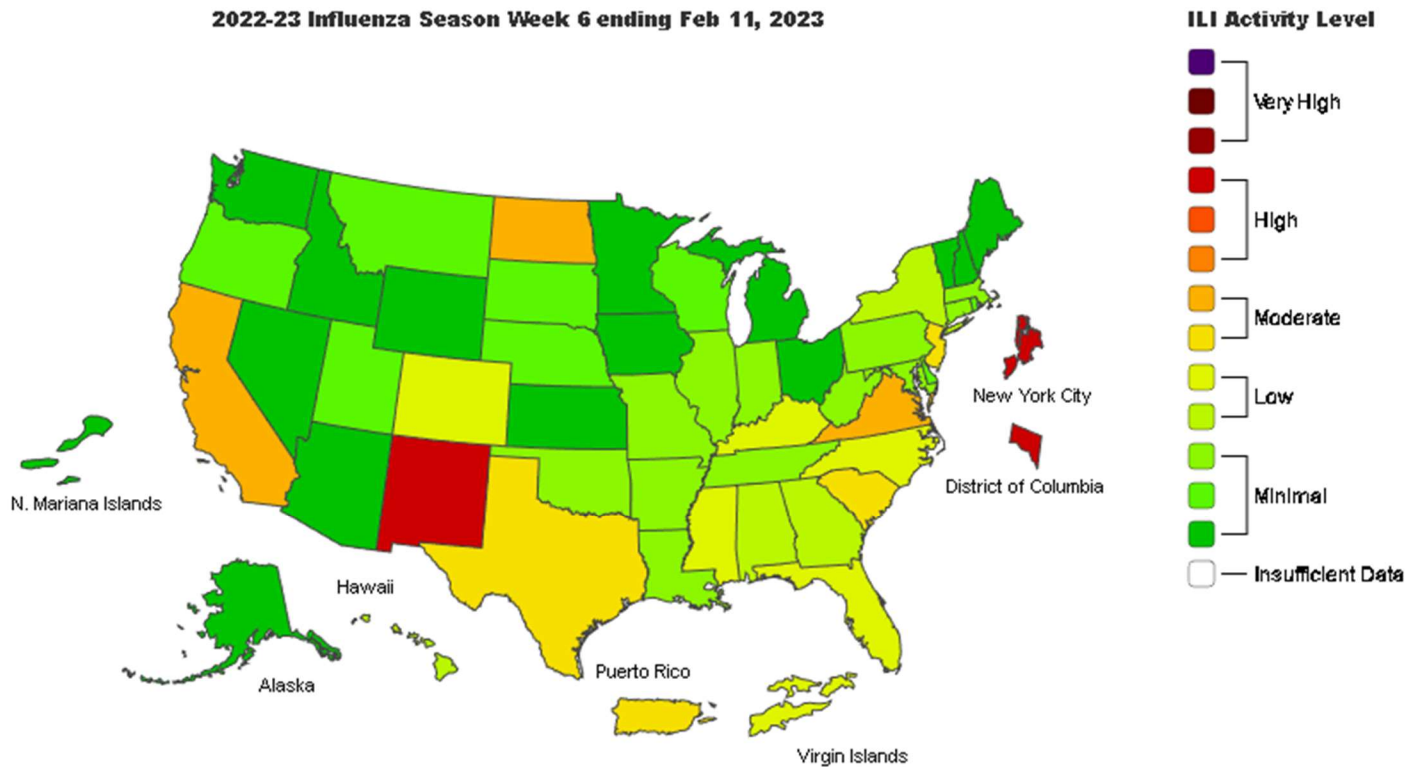 2022-23 Influenza Season Week 6 ending Feb 11, 2023
ILI Activity Level
Very High
High
Moderate
Low
Minimal
Insufficient Data
New York City
District of Columbia
N. Mariana Islands
Hawaii
Alaska
Puerto Rico
Virgin Islands